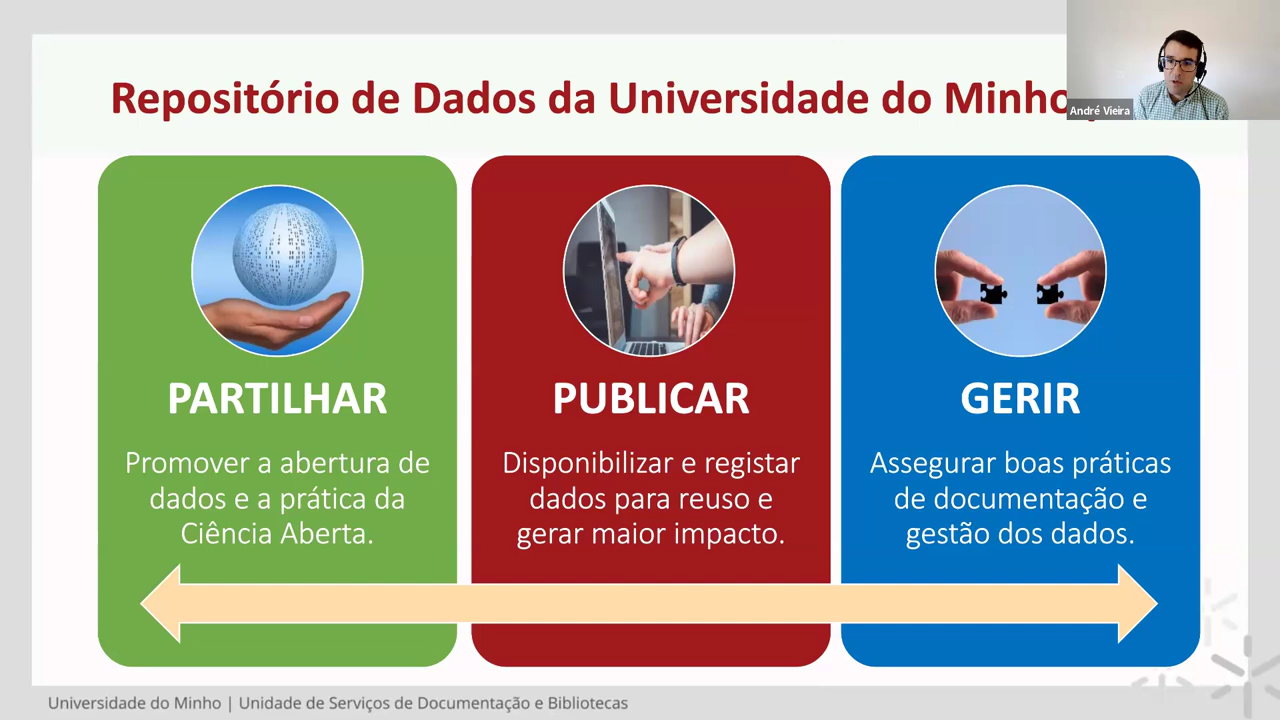 Repositório de Dados da Universidade do Minho
André Vieira
PARTILHAR
Promover a abertura de
dados e a prática da
Ciência Aberta.
PUBLICAR
Disponibilizar e registar
dados para reuso e
gerar maior impacto.
GERIR
Assegurar boas práticas
de documentação e
gestão dos dados.
Universidade do Minho | Unidade de Serviços de Documentação e Bibliotecas